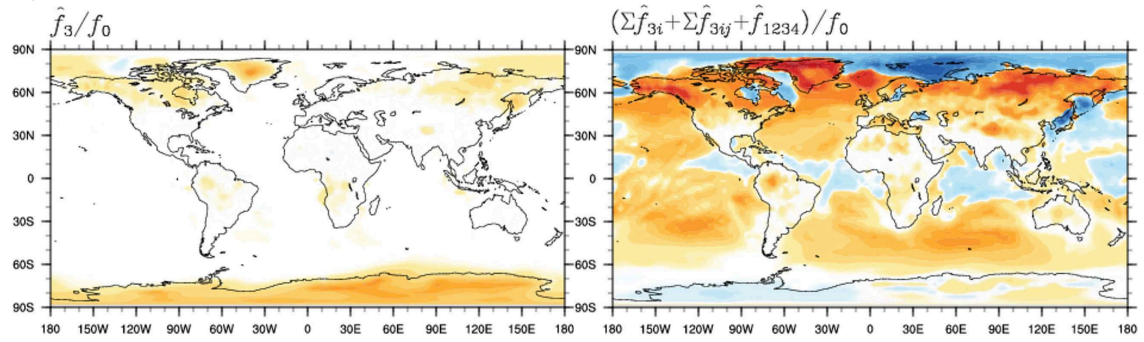 f̂₃/f₀
(Σf̂₃ᵢ+Σf̂₃ᵢⱼ+f̂₁₂₃₄)/f₀
90N 90N
60N 60N
30N 30N
0 0
30S 30S
60S 60S
90S 90S
180 150W 120W 90W 60W 30W 0 30E 60E 90E 120E 150E 180
180 150W 120W 90W 60W 30W 0 30E 60E 90E 120E 150E 180